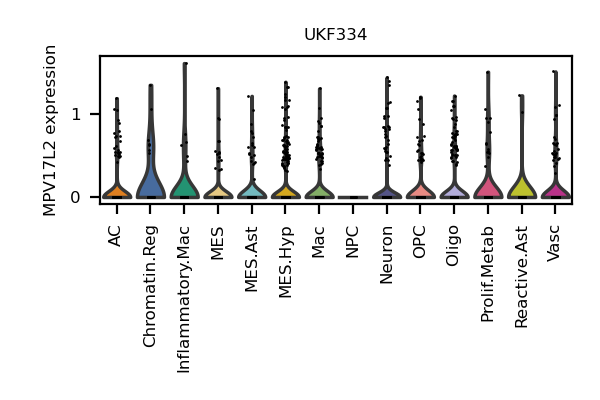 UKF334
MPV17L2 expression
1
0
AC
Chromatin.Reg
Inflammatory.Mac
MES
MES.Ast
MES.Hyp
Mac
NPC
Neuron
OPC
Oligo
Prolif.Metab
Reactive.Ast
Vasc